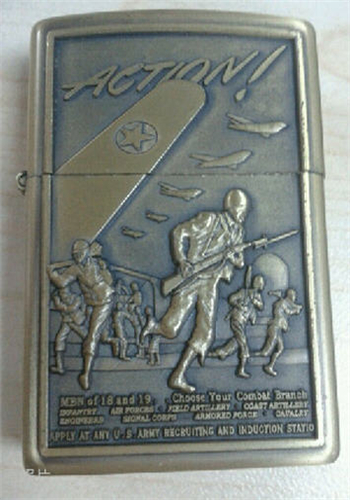 ACTION!
MEN of 18 and 19 Choose Your Combat Branch
INFANTRY AIR FORCES FIELD ARTILLERY COAST ARTILLERY
ENGINEERS SIGNAL CORPS ARMORED FORCE CAVALRY
APPLY AT ANY U.S. ARMY RECRUITING AND INDUCTION STATIO
片